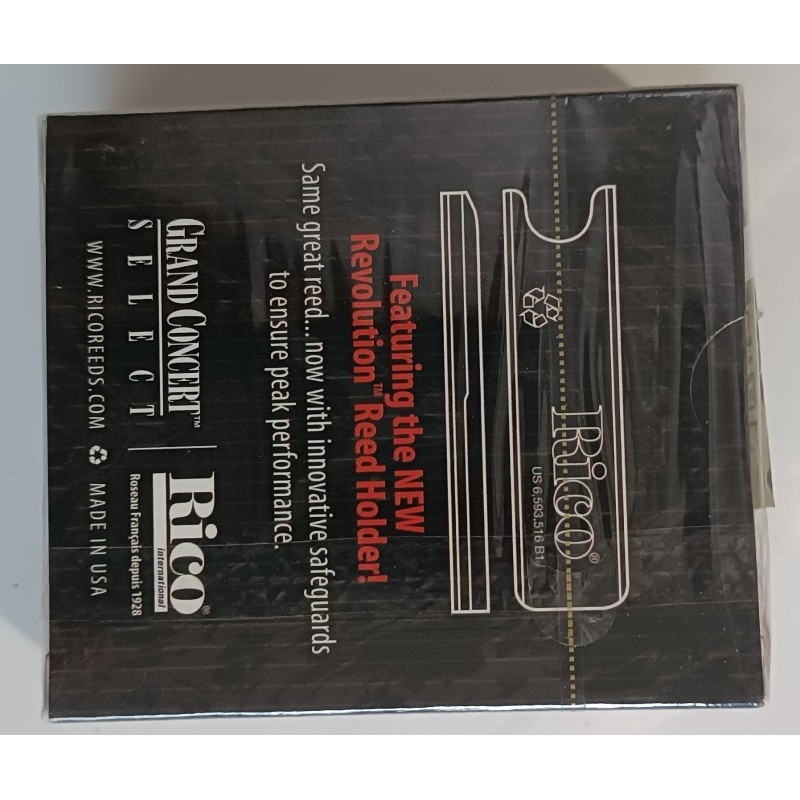 Rico®
US 6,593,516 B1
Featuring the NEW
Revolution™ Reed Holder!
Same great reed... now with innovative safeguards
to ensure peak performance.
GRAND CONCERT™
SELECT
Rico®
international
Roseau Français depuis 1928
WWW.RICOREEDS.COM MADE IN USA